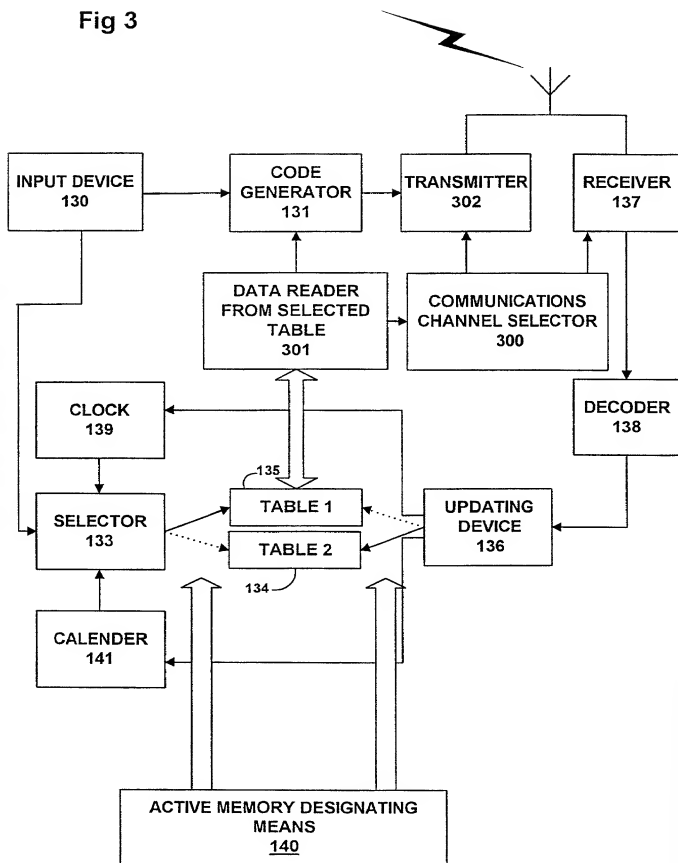 Fig 3
INPUT DEVICE
130
CODE
GENERATOR
131
TRANSMITTER
302
RECEIVER
137
DATA READER
FROM SELECTED
TABLE
301
COMMUNICATIONS
CHANNEL SELECTOR
300
CLOCK
139
DECODER
138
135
TABLE 1
SELECTOR
133
UPDATING
DEVICE
136
TABLE 2
134
CALENDER
141
ACTIVE MEMORY DESIGNATING
MEANS
140